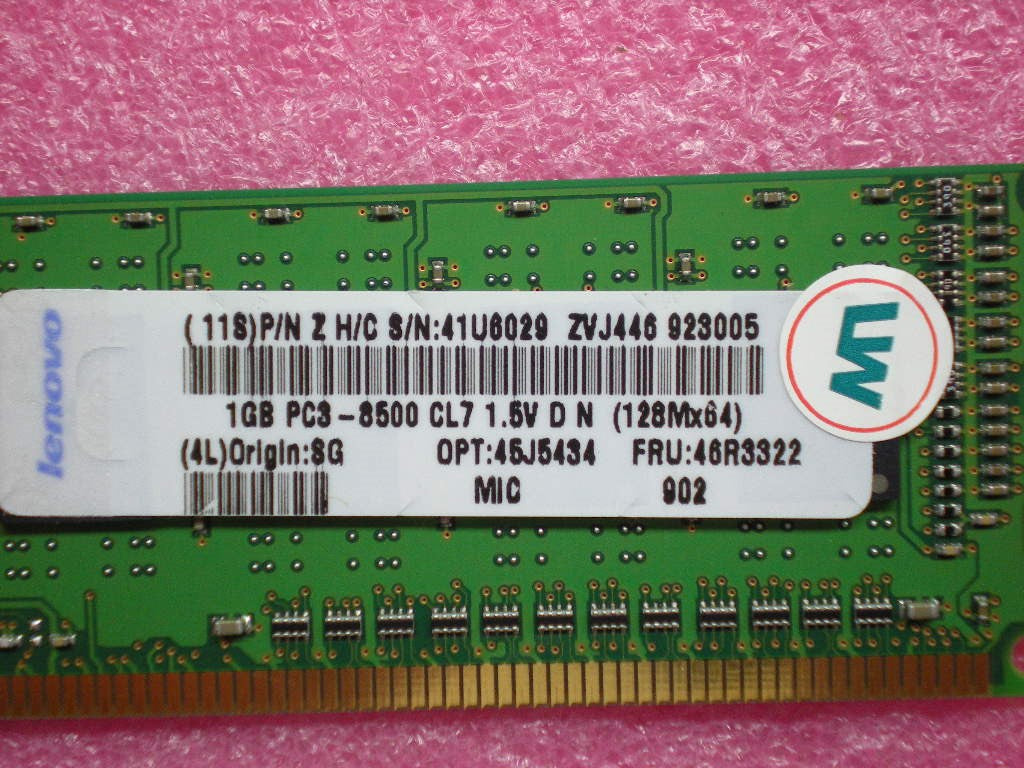 lenovo
( 11S)P/N Z H/C S/N:41U6029 ZVJ446 923005
1GB PC3-8500 CL7 1.5V D N (128Mx64)
(4L)Origin:SG OPT:45J5434 FRU:46R3322
MIC 902